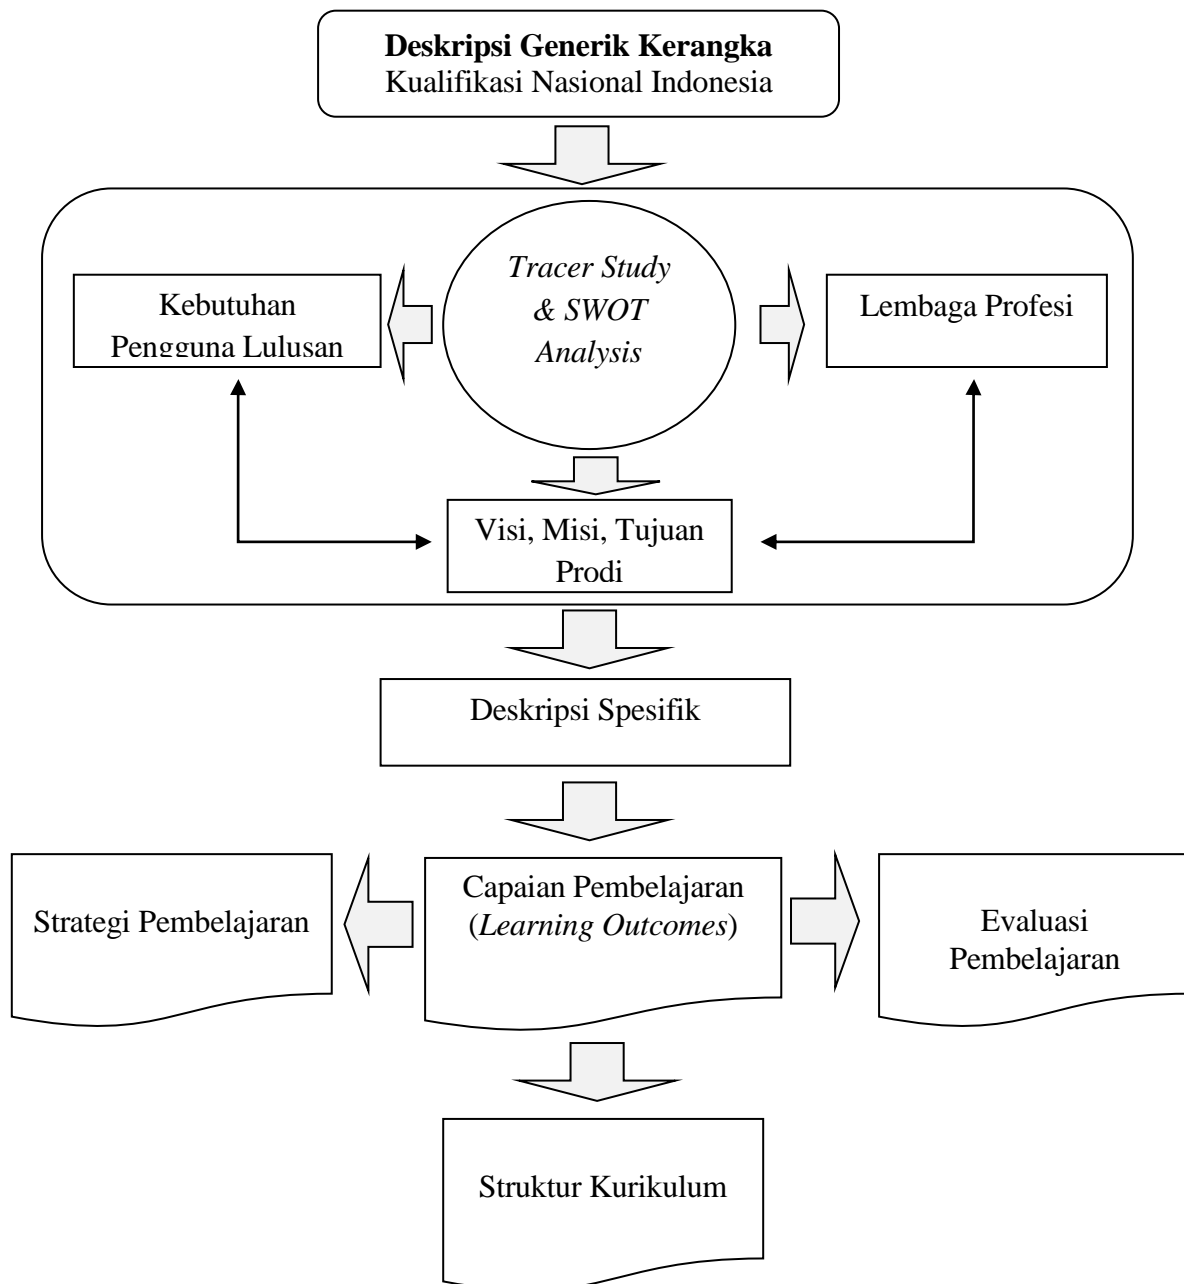 Deskripsi Generik Kerangka
Kualifikasi Nasional Indonesia
Tracer Study
& SWOT
Analysis
Kebutuhan
Pengguna Lulusan
Lembaga Profesi
Visi, Misi, Tujuan
Prodi
Deskripsi Spesifik
Strategi Pembelajaran
Capaian Pembelajaran
(Learning Outcomes)
Evaluasi
Pembelajaran
Struktur Kurikulum